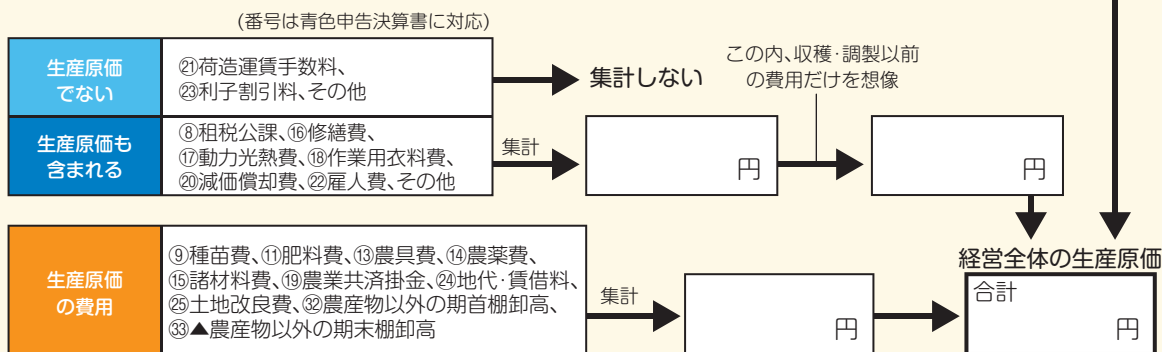 (番号は青色申告決算書に対応)
生産原価
でない
㉑荷造運賃手数料、
㉓利子割引料、その他
集計しない
この内、収穫・調製以前
の費用だけを想像
生産原価も
含まれる
⑧租税公課、⑯修繕費、
⑰動力光熱費、⑱作業用衣料費、
⑳減価償却費、㉒雇人費、その他
集計
円
円
生産原価
の費用
⑨種苗費、⑪肥料費、⑬農具費、⑭農薬費、
⑮諸材料費、⑲農業共済掛金、㉔地代・賃借料、
㉕土地改良費、㉜農産物以外の期首棚卸高、
㉝▲農産物以外の期末棚卸高
集計
円
経営全体の生産原価
合計
円